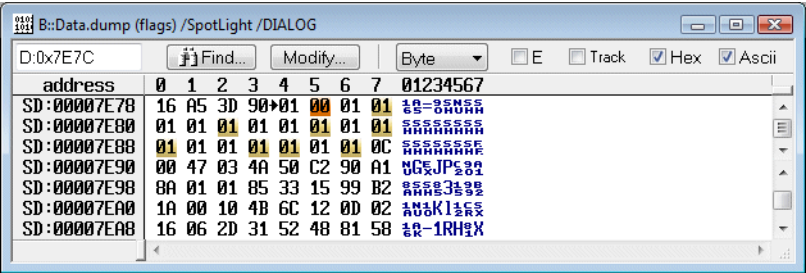 B::Data.dump (flags) /SpotLight /DIALOG
D:0x7E7C Find... Modify... Byte E Track Hex Ascii
address 0 1 2 3 4 5 6 7 01234567
SD:00007E78 16 A5 3D 90 01 00 01 01
SD:00007E80 01 01 01 01 01 01 01 01
SD:00007E88 01 01 01 01 01 01 01 0C
SD:00007E90 00 47 03 4A 50 C2 90 A1
SD:00007E98 8A 01 01 85 33 15 99 B2
SD:00007EA0 1A 00 10 4B 6C 12 0D 02
SD:00007EA8 16 06 2D 31 52 48 81 58